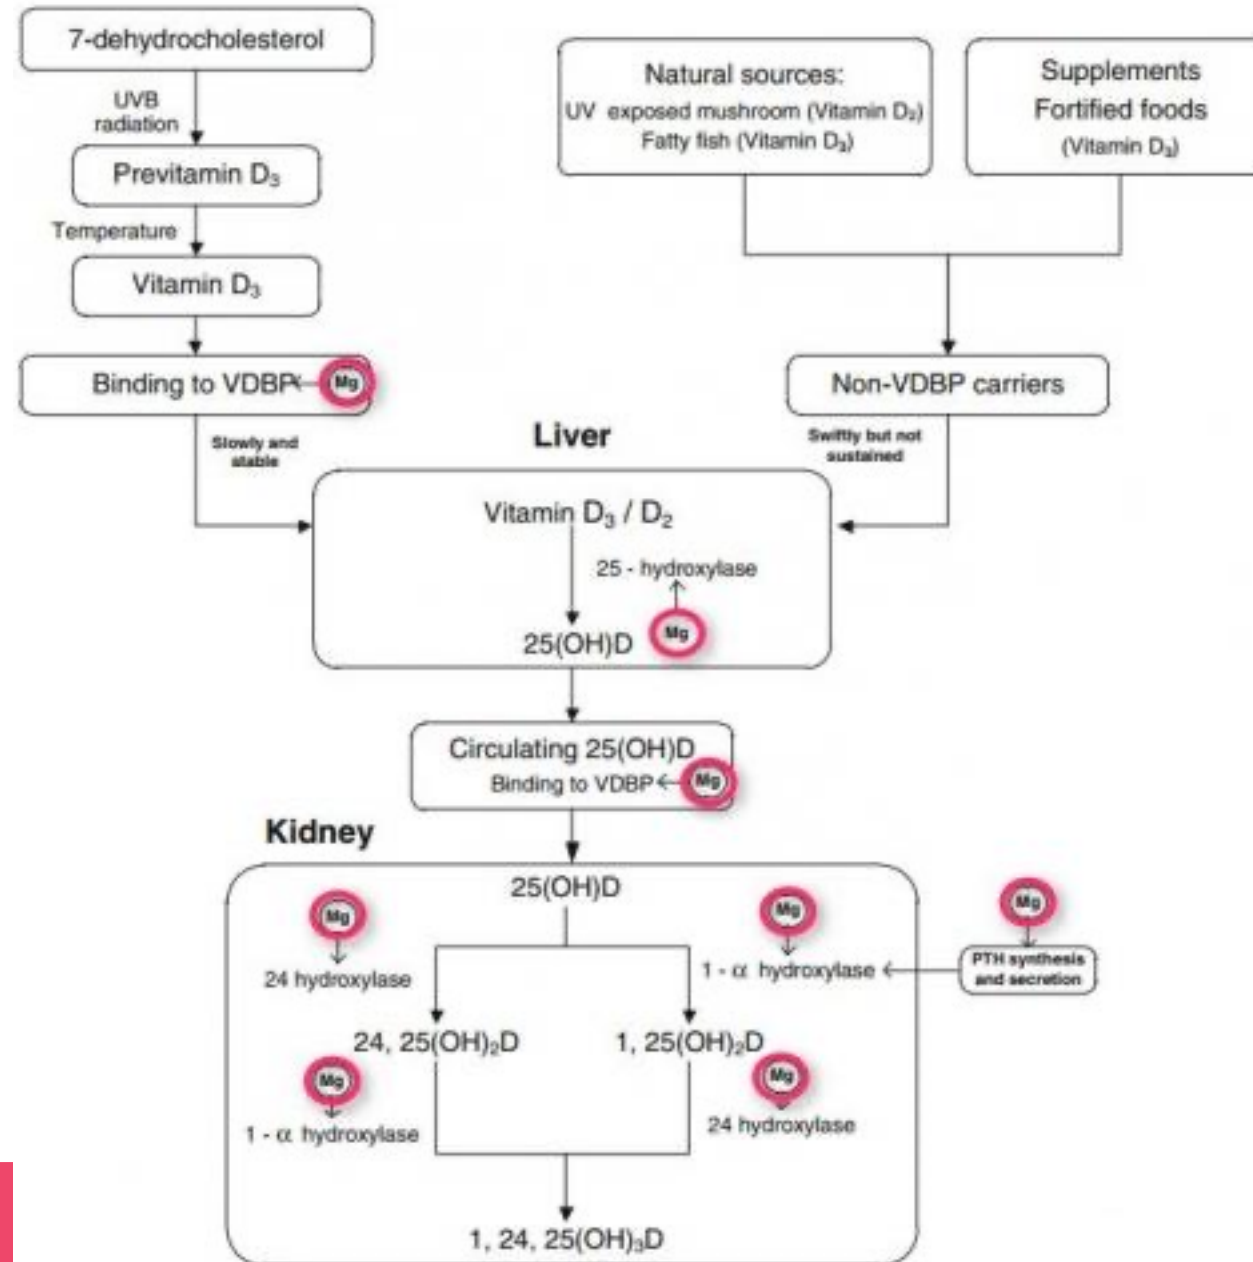 7-dehydrocholesterol
UVB
radiation
Previtamin D₃
Temperature
Vitamin D₃
Binding to VDBP
Mg
Slowly and
stable
Natural sources:
UV exposed mushroom (Vitamin D₂)
Fatty fish (Vitamin D₃)
Supplements
Fortified foods
(Vitamin D₃)
Non-VDBP carriers
Swiftly but not
sustained
Liver
Vitamin D₃ / D₂
25 - hydroxylase
25(OH)D
Mg
Circulating 25(OH)D
Binding to VDBP
Mg
Kidney
25(OH)D
Mg
24 hydroxylase
Mg
1 - α hydroxylase
Mg
PTH synthesis
and secretion
24, 25(OH)₂D
1, 25(OH)₂D
Mg
1 - α hydroxylase
Mg
24 hydroxylase
1, 24, 25(OH)₃D